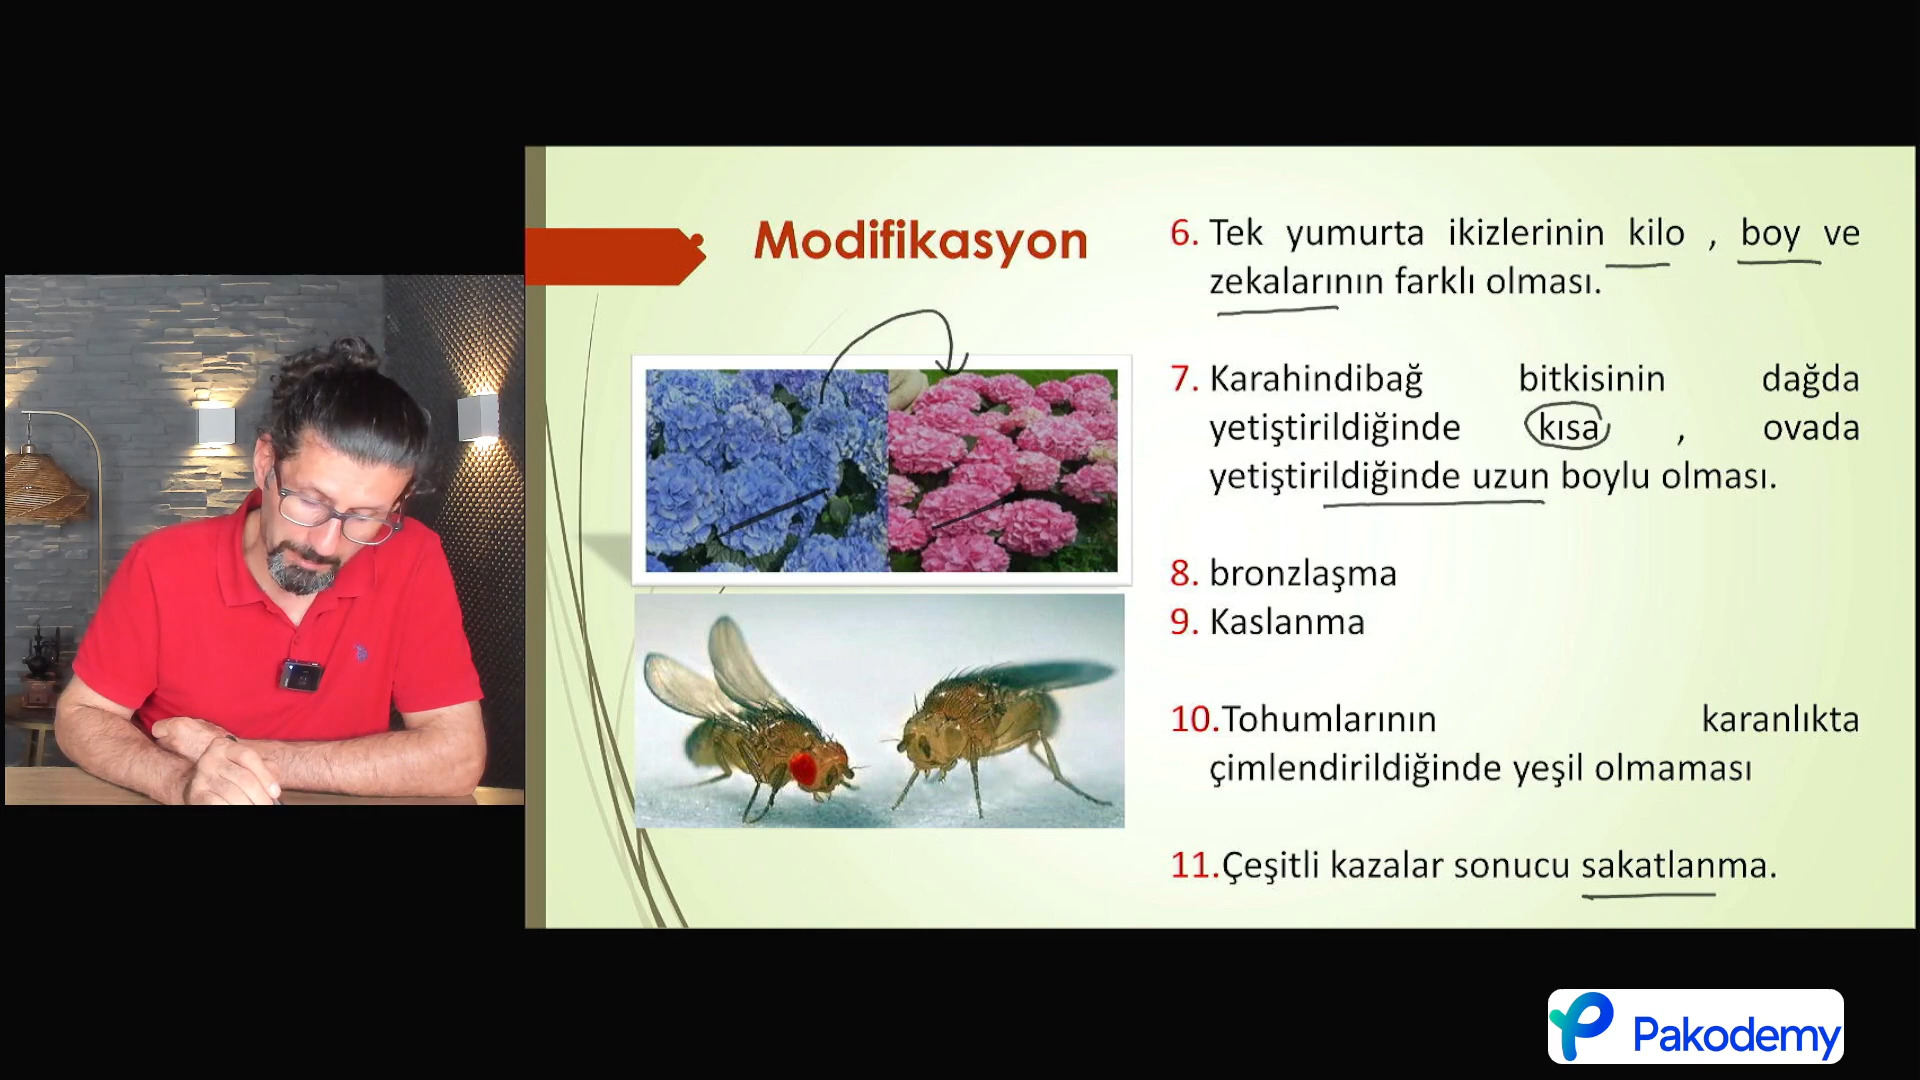 Modifikasyon
6. Tek yumurta ikizlerinin kilo , boy ve
zekalarının farklı olması.
7. Karahindibağ bitkisinin dağda
yetiştirildiğinde kısa , ovada
yetiştirildiğinde uzun boylu olması.
8. bronzlaşma
9. Kaslanma
10.Tohumlarının karanlıkta
çimlendirildiğinde yeşil olmaması
11.Çeşitli kazalar sonucu sakatlanma.
Pakodemy